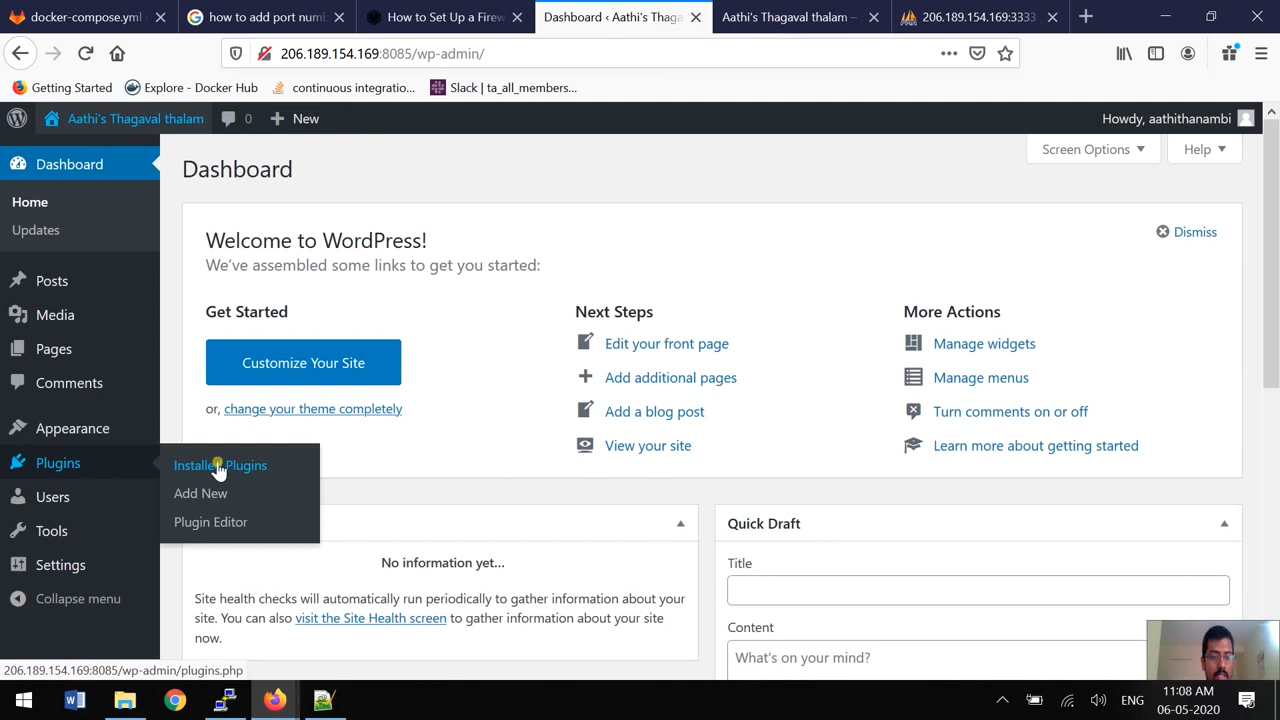 docker-compose.yml
how to add port num
How to Set Up a Firew
Dashboard ‹ Aathi's Thaga
Aathi's Thagaval thalam –
206.189.154.169:3333
206.189.154.169:8085/wp-admin/
Getting Started
Explore - Docker Hub
continuous integratio...
Slack | ta_all_members...
Aathi's Thagaval thalam
0
New
Howdy, aathithanambi
Dashboard
Home
Updates
Posts
Media
Pages
Comments
Appearance
Plugins
Users
Tools
Settings
Collapse menu
Installed Plugins
Add New
Plugin Editor
Dashboard
Screen Options
Help
Welcome to WordPress!
We've assembled some links to get you started:
Dismiss
Get Started
Customize Your Site
or, change your theme completely
Next Steps
Edit your front page
Add additional pages
Add a blog post
View your site
More Actions
Manage widgets
Manage menus
Turn comments on or off
Learn more about getting started
No information yet...
Site health checks will automatically run periodically to gather information about your
site. You can also visit the Site Health screen to gather information about your site
now.
Quick Draft
Title
Content
What's on your mind?
206.189.154.169:8085/wp-admin/plugins.php
ENG
11:08 AM
06-05-2020